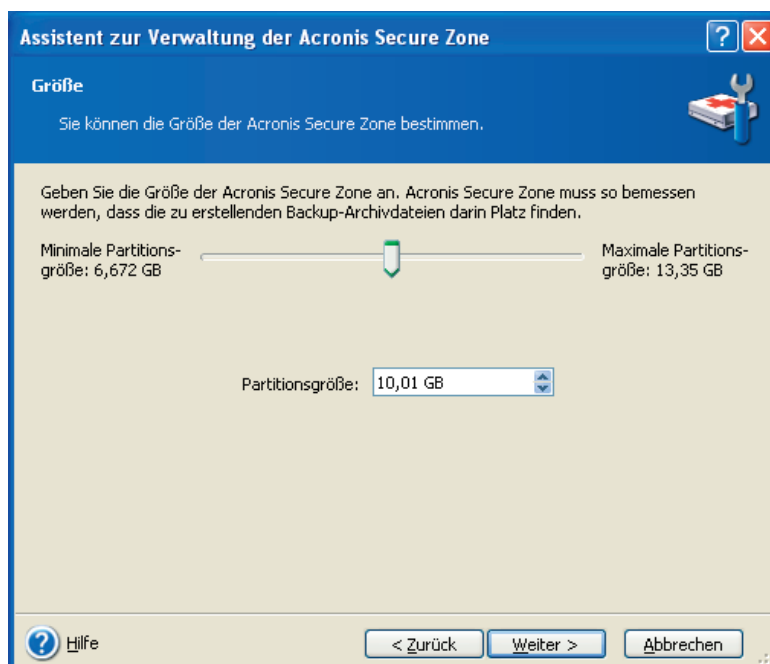 Assistent zur Verwaltung der Acronis Secure Zone
Größe
Sie können die Größe der Acronis Secure Zone bestimmen.
Geben Sie die Größe der Acronis Secure Zone an. Acronis Secure Zone muss so bemessen
werden, dass die zu erstellenden Backup-Archivdateien darin Platz finden.
Minimale Partitions-
größe: 6,672 GB
Maximale Partitions-
größe: 13,35 GB
Partitionsgröße: 10,01 GB
Hilfe
< Zurück
Weiter >
Abbrechen